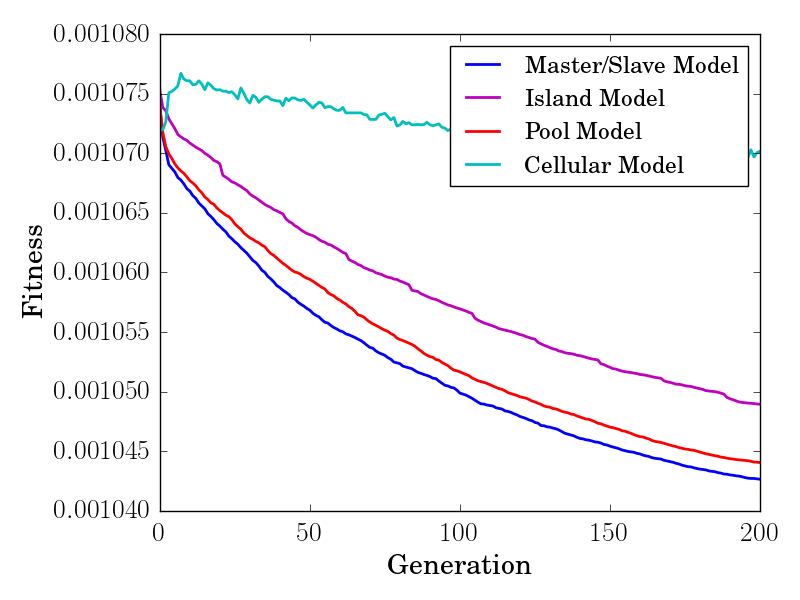 0.001080
0.001075
0.001070
0.001065
0.001060
0.001055
0.001050
0.001045
0.001040
Fitness
0
50
100
150
200
Generation
Master/Slave Model
Island Model
Pool Model
Cellular Model